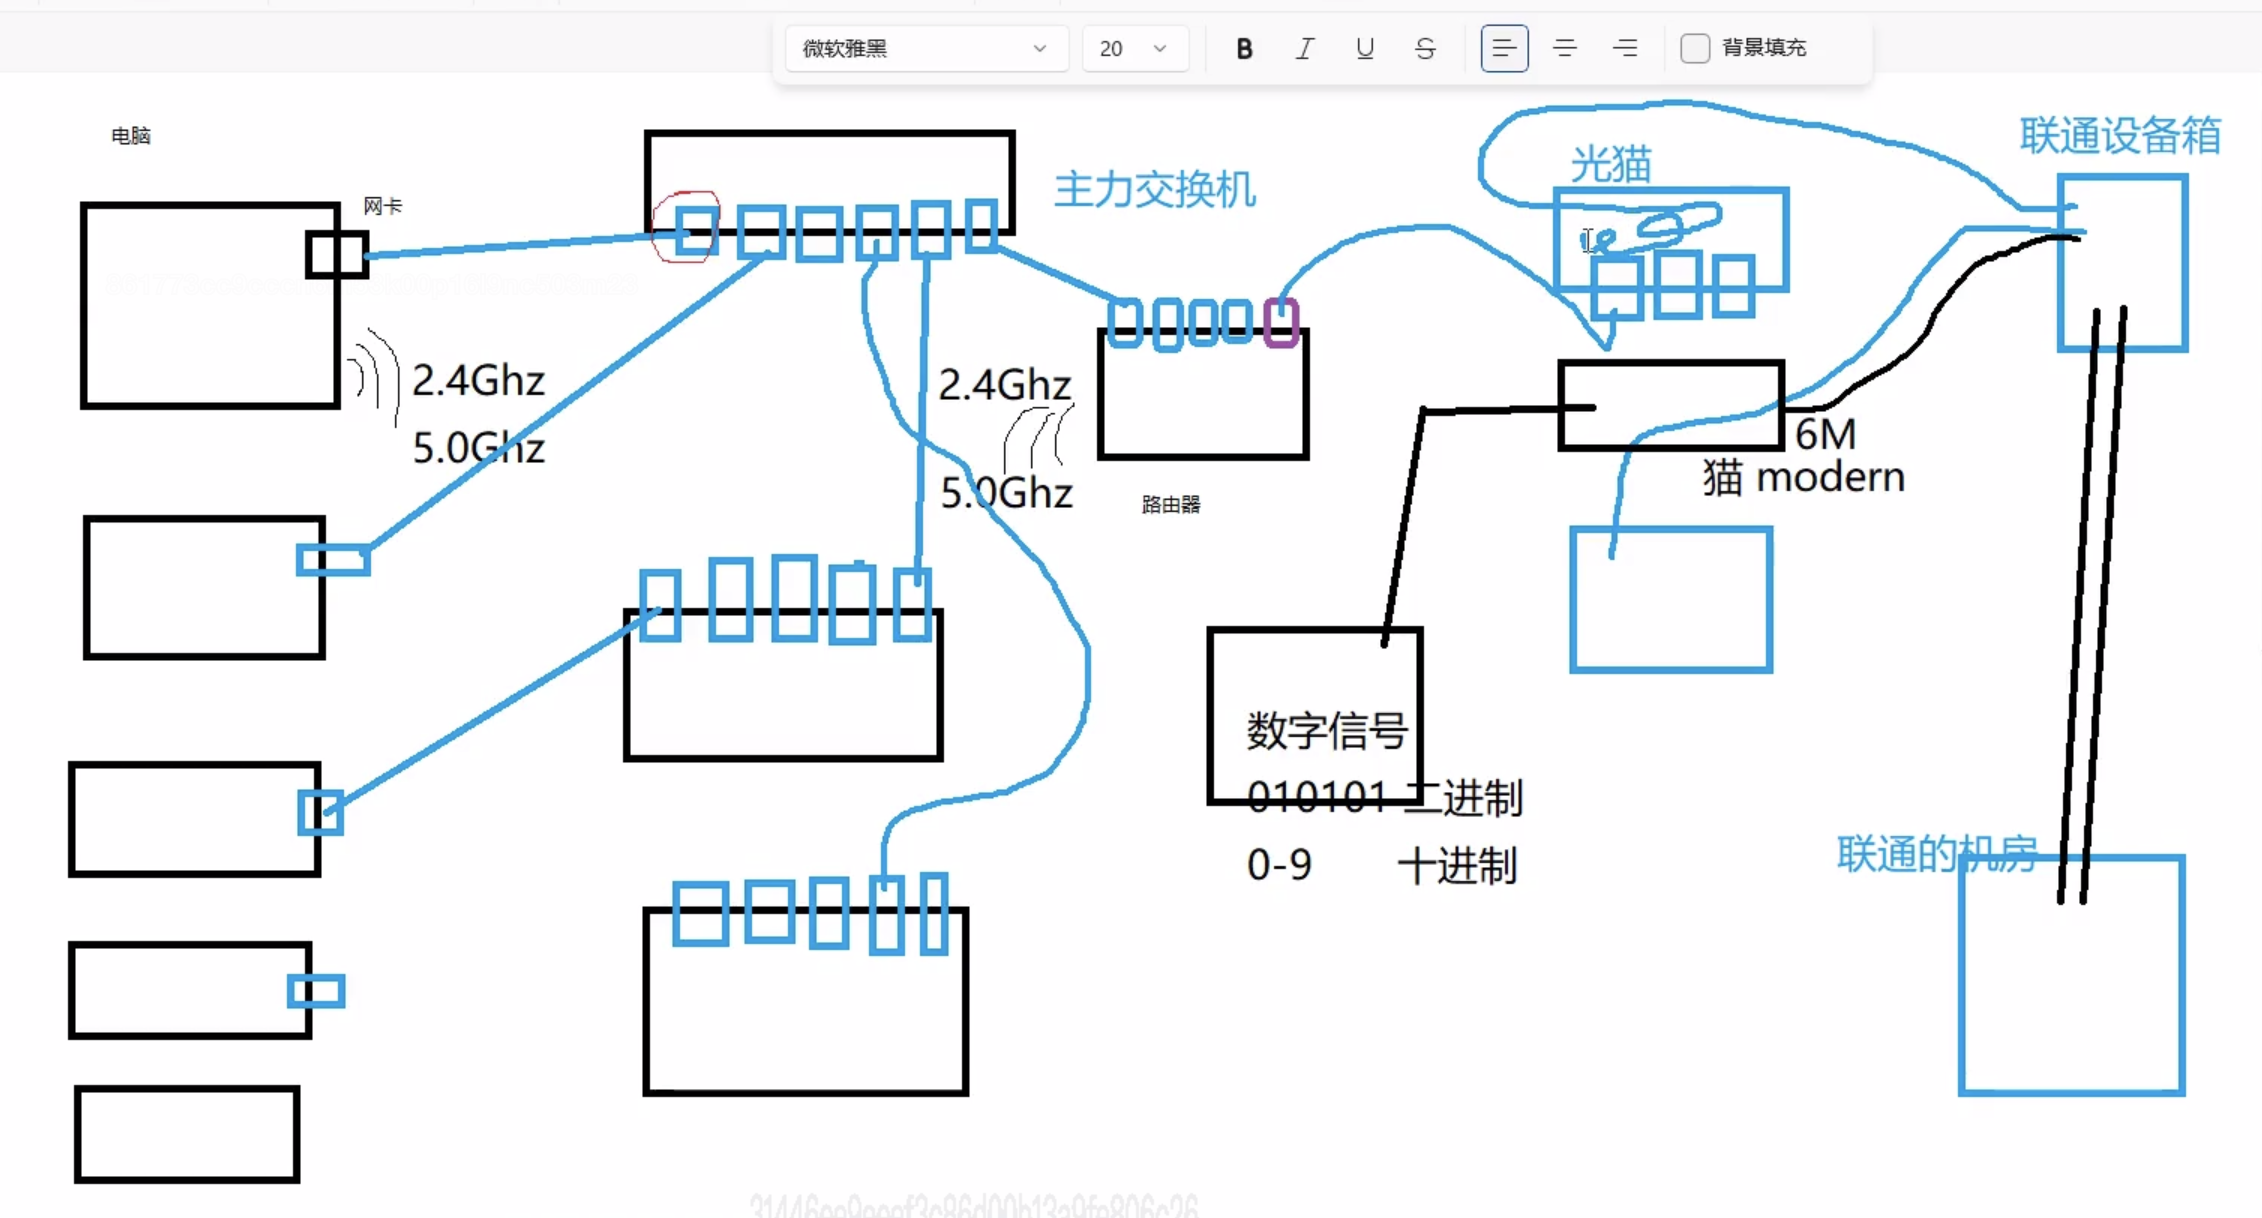 微软雅黑
20
B I U S
背景填充
电脑
网卡
主力交换机
光猫
联通设备箱
2.4Ghz
5.0Ghz
2.4Ghz
5.0Ghz
路由器
6M
猫 modern
数字信号
010101 二进制
0-9 十进制
联通的机房